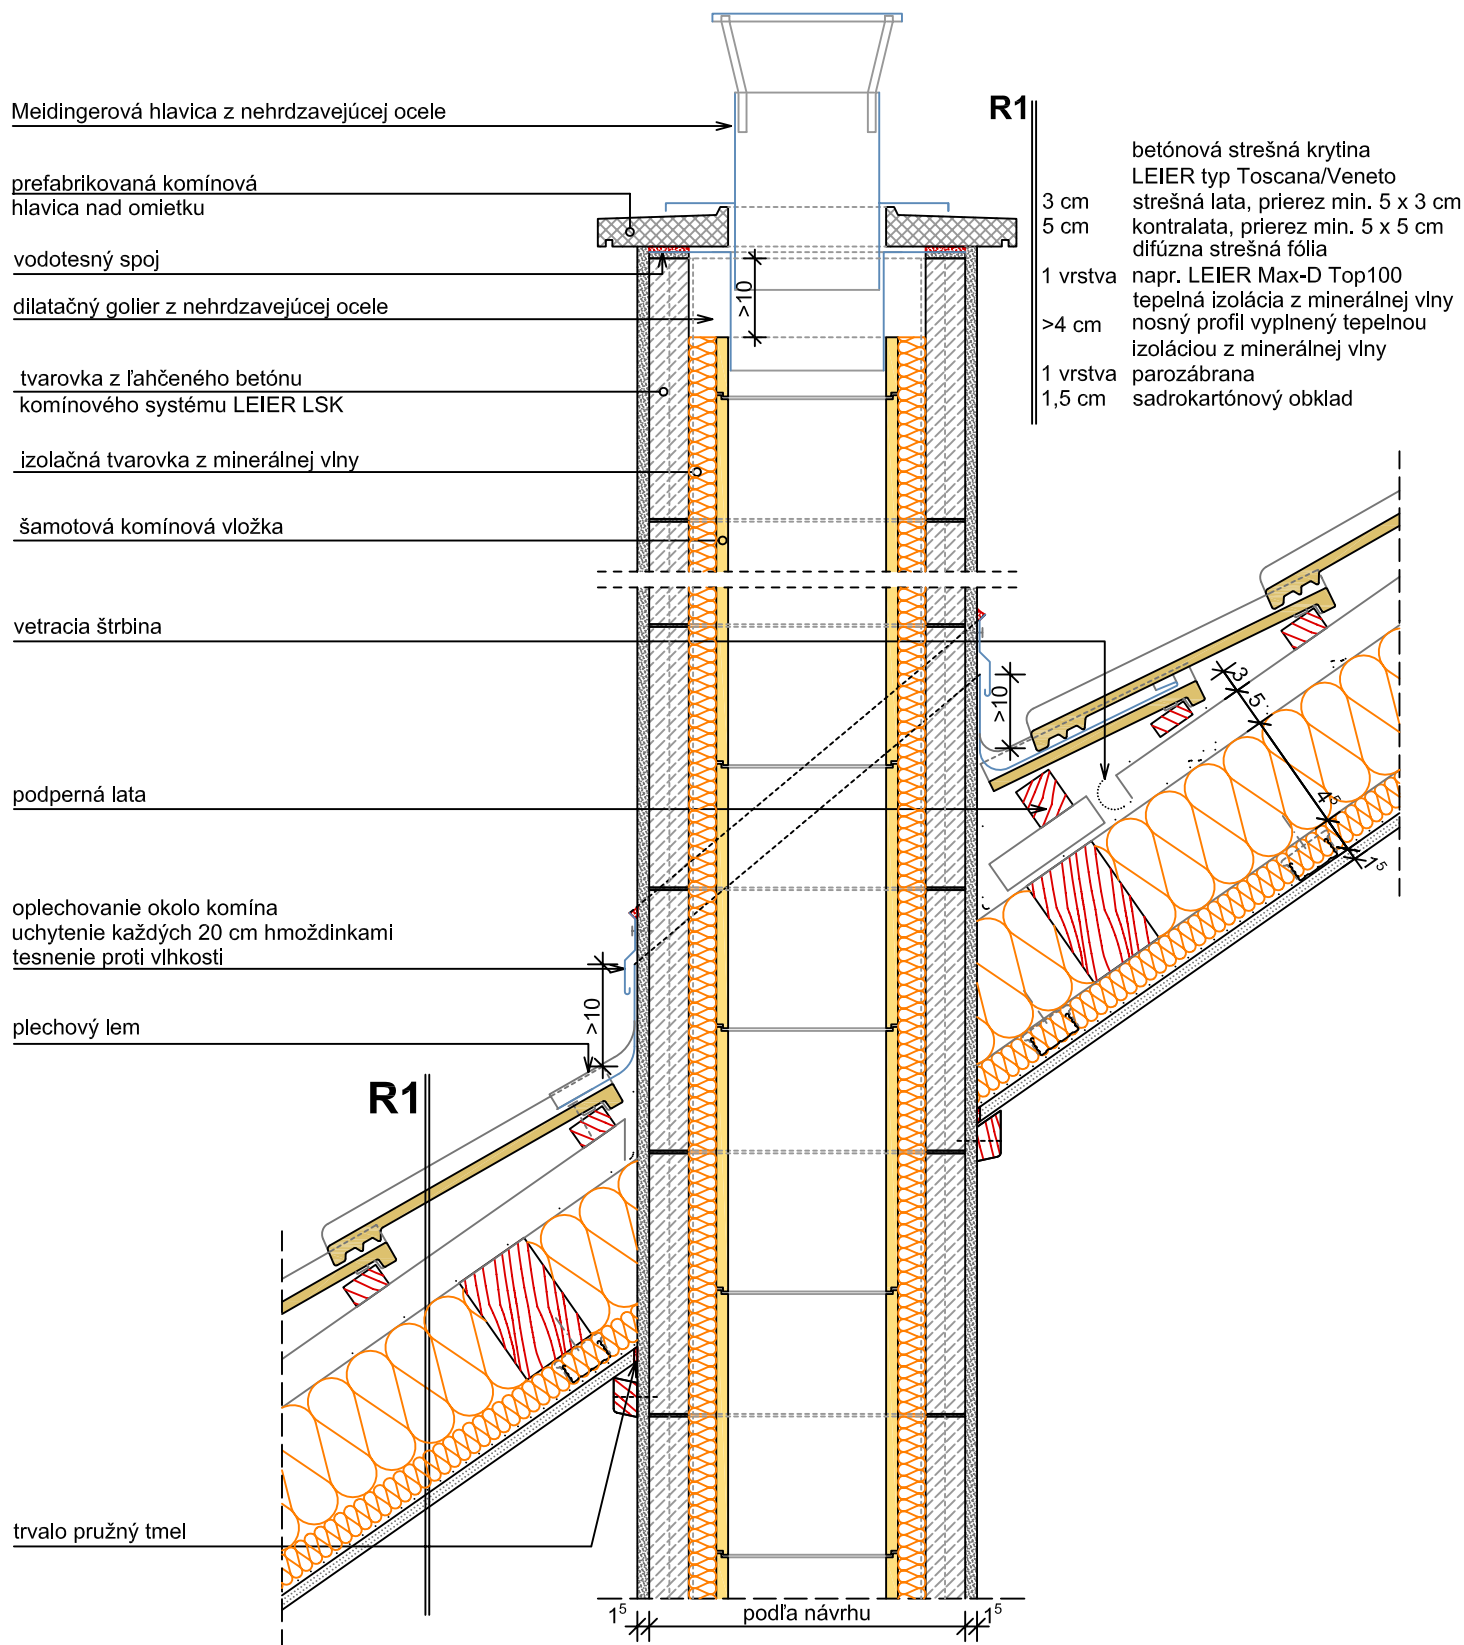 Meidingerová hlavica z nehrdzavejúcej ocele
prefabrikovaná komínová
hlavica nad omietku
vodotesný spoj
dilatačný golier z nehrdzavejúcej ocele
tvarovka z ľahčeného betónu
komínového systému LEIER LSK
izolačná tvarovka z minerálnej vlny
šamotová komínová vložka
vetracia štrbina
podperná lata
oplechovanie okolo komína
uchytenie každých 20 cm hmoždinkami
tesnenie proti vlhkosti
plechový lem
trvalo pružný tmel
R1
betónová strešná krytina
LEIER typ Toscana/Veneto
3 cm strešná lata, prierez min. 5 x 3 cm
5 cm kontralata, prierez min. 5 x 5 cm
difúzna strešná fólia
1 vrstva napr. LEIER Max-D Top100
tepelná izolácia z minerálnej vlny
>4 cm nosný profil vyplnený tepelnou
izoláciou z minerálnej vlny
1 vrstva parozábrana
1,5 cm sadrokartónový obklad
>10
>10
3
5
4⁵
1⁵
>10
R1
1⁵ podľa návrhu 1⁵